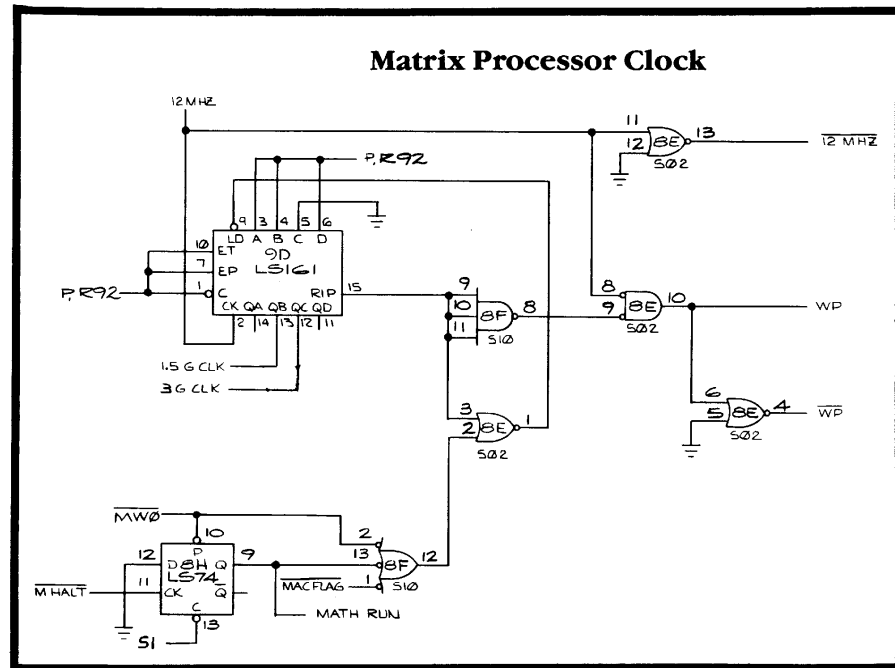 Matrix Processor Clock
12 MHZ
11
12
8E
13
S02
12 MHZ
P, R92
9 3 4 5 6
LD A B C D
10 ET
9D
LS161
7 EP
P, R92
1 C
RIP 15
CK QA QB QC QD
2 14 13 12 11
1.5 G CLK
3 G CLK
9
10
11
8F
8
S10
8
9
8E
10
S02
WP
6
5
8E
4
S02
WP
3
2
8E
1
S02
MWØ
10
P
12 D 8H Q 9
LS74
M HALT
11 CK Q
C
13
S1
2
13
1
8F
12
S10
MACFLAG
MATH RUN